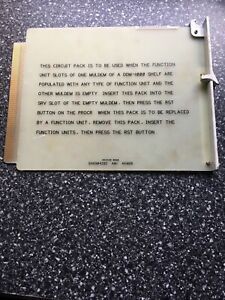 THIS CIRCUIT PACK IS TO BE USED WHEN THE FUNCTION
UNIT SLOTS OF ONE MULDEM OF A DDM-1000 SHELF ARE
POPULATED WITH ANY TYPE OF FUNCTION UNIT AND THE
OTHER MULDEM IS EMPTY. INSERT THIS PACK INTO THE
SRV SLOT OF THE EMPTY MULDEM, THEN PRESS THE RST
BUTTON ON THE PROCR. WHEN THIS PACK IS TO BE REPLACED
BY A FUNCTION UNIT, REMOVE THIS PACK, INSERT THE
FUNCTION UNITS, THEN PRESS THE RST BUTTON.